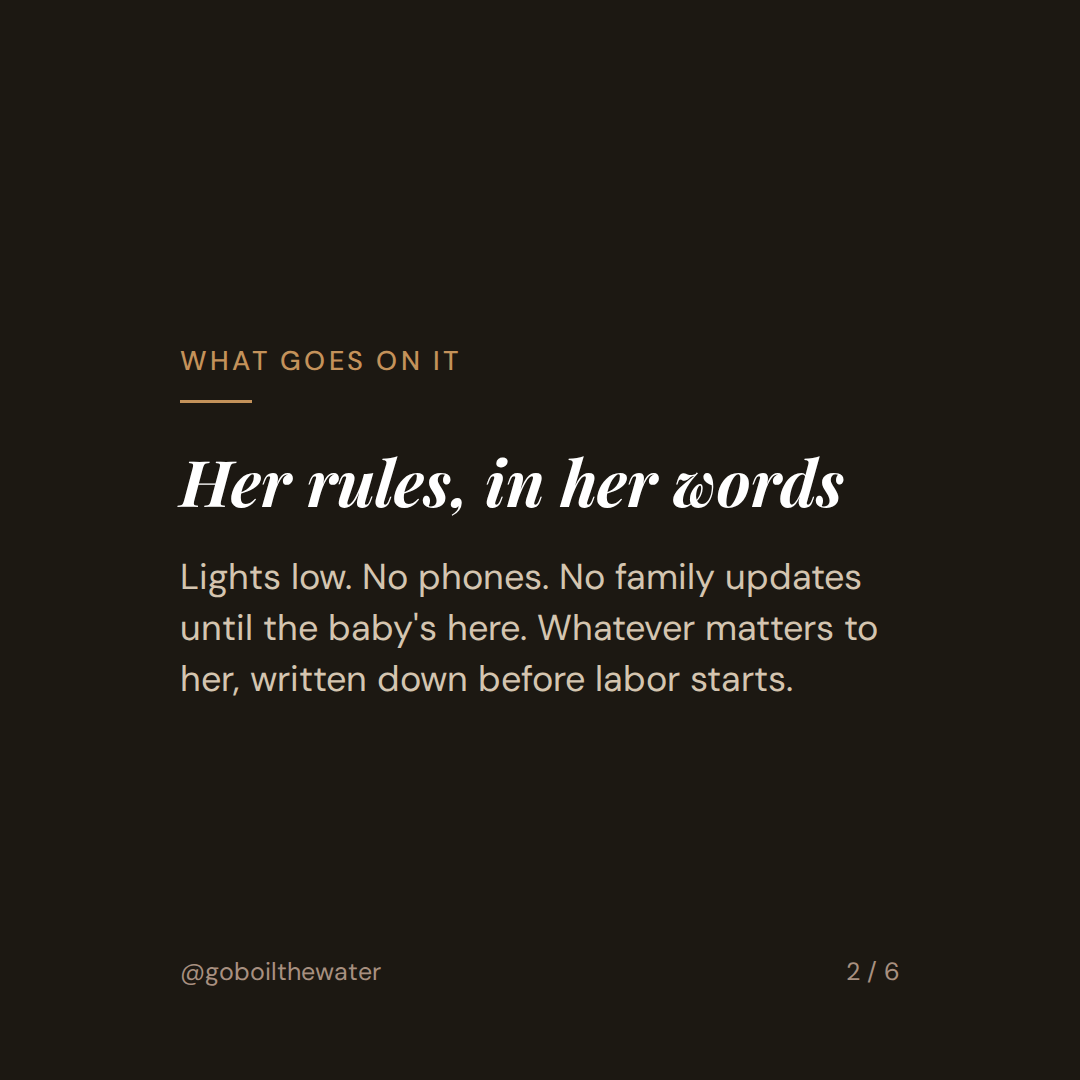 WHAT GOES ON IT
Her rules, in her words
Lights low. No phones. No family updates
until the baby's here. Whatever matters to
her, written down before labor starts.
@goboilthewater
2 / 6